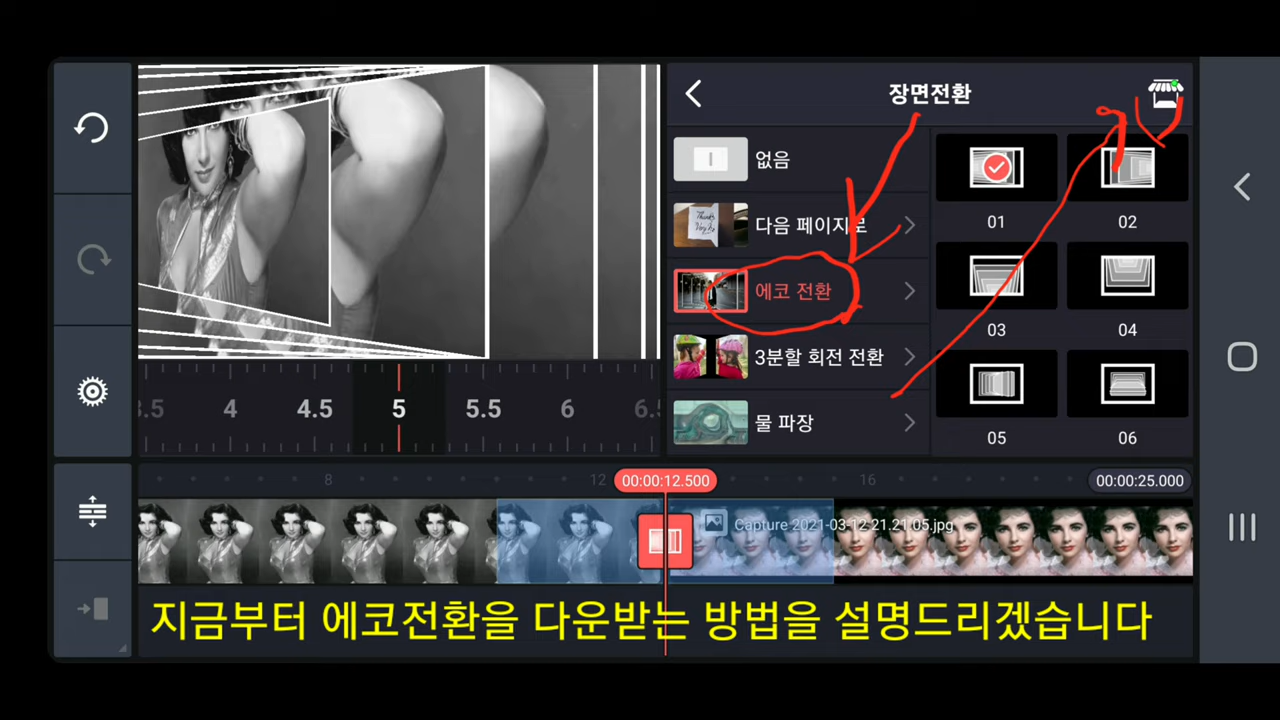 장면전환
없음
다음 페이지로
에코 전환
3분할 회전 전환
물 파장
01
02
03
04
05
06
3.5 4 4.5 5 5.5 6 6.5
8 12 00:00:12.500 16 00:00:25.000
Capture 2021-03-12.21.21.05.jpg
지금부터 에코전환을 다운받는 방법을 설명드리겠습니다